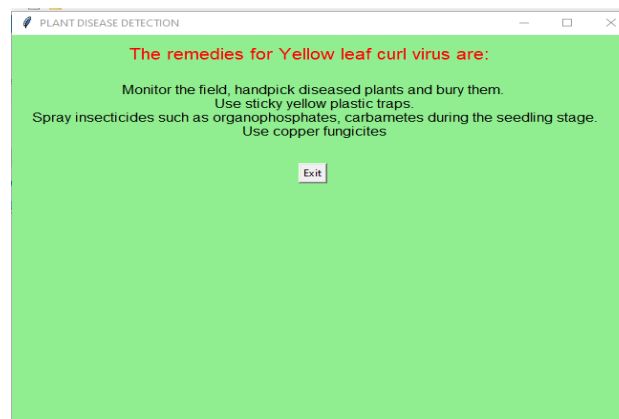 PLANT DISEASE DETECTION
The remedies for Yellow leaf curl virus are:
Monitor the field, handpick diseased plants and bury them.
Use sticky yellow plastic traps.
Spray insecticides such as organophosphates, carbametes during the seedling stage.
Use copper fungicites
Exit